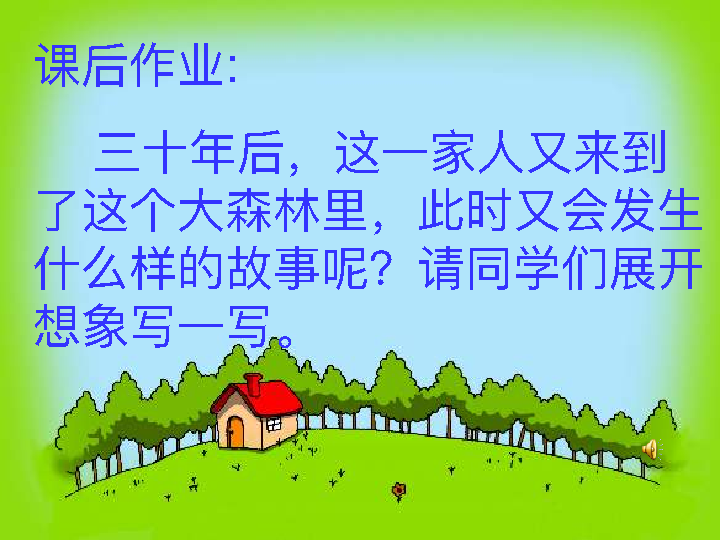 课后作业:
三十年后，这一家人又来到
了这个大森林里，此时又会发生
什么样的故事呢？请同学们展开
想象写一写。